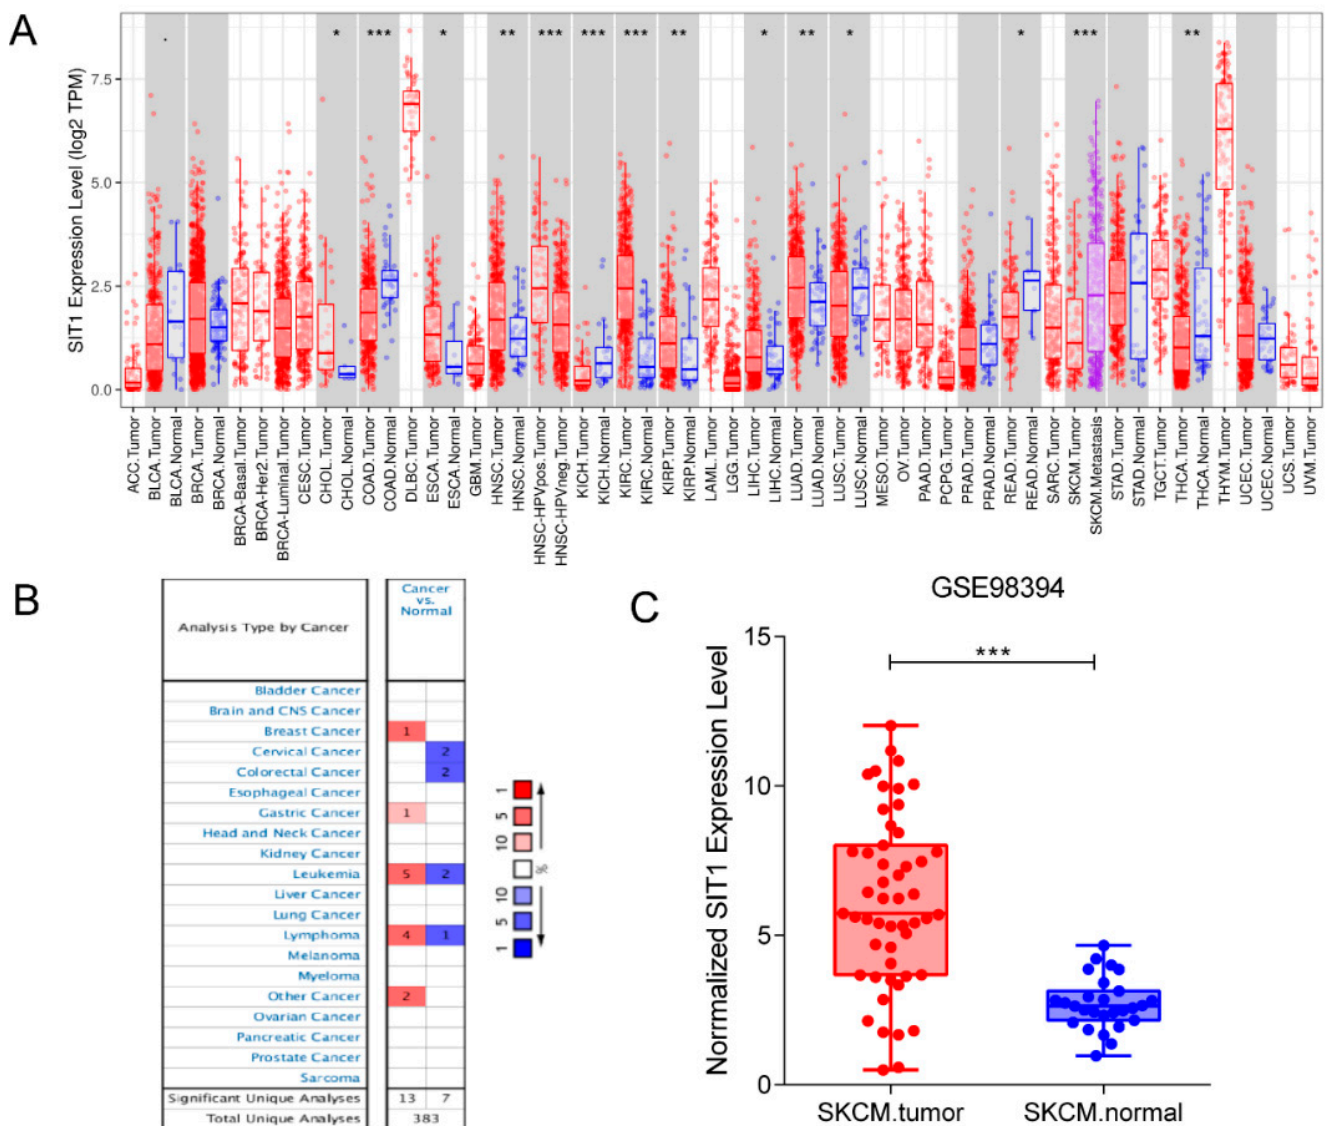 A
SIT1 Expression Level (log2 TPM)
. * *** * ** *** *** *** ** * ** * * *** **
7.5
5.0
2.5
0.0
ACC.Tumor
BLCA.Tumor
BLCA.Normal
BRCA.Tumor
BRCA.Normal
BRCA-Basal.Tumor
BRCA-Her2.Tumor
BRCA-Luminal.Tumor
CESC.Tumor
CHOL.Tumor
CHOL.Normal
COAD.Tumor
COAD.Normal
DLBC.Tumor
ESCA.Tumor
ESCA.Normal
GBM.Tumor
HNSC.Tumor
HNSC.Normal
HNSC-HPVpos.Tumor
HNSC-HPVneg.Tumor
KICH.Tumor
KICH.Normal
KIRC.Tumor
KIRC.Normal
KIRP.Tumor
KIRP.Normal
LAML.Tumor
LGG.Tumor
LIHC.Tumor
LIHC.Normal
LUAD.Tumor
LUAD.Normal
LUSC.Tumor
LUSC.Normal
MESO.Tumor
OV.Tumor
PAAD.Tumor
PCPG.Tumor
PRAD.Tumor
PRAD.Normal
READ.Tumor
READ.Normal
SARC.Tumor
SKCM.Tumor
SKCM.Metastasis
STAD.Tumor
STAD.Normal
TGCT.Tumor
THCA.Tumor
THCA.Normal
THYM.Tumor
UCEC.Tumor
UCEC.Normal
UCS.Tumor
UVM.Tumor
B
Analysis Type by Cancer
Cancer
vs.
Normal
Bladder Cancer
Brain and CNS Cancer
Breast Cancer 1
Cervical Cancer 2
Colorectal Cancer 2
Esophageal Cancer
Gastric Cancer 1
Head and Neck Cancer
Kidney Cancer
Leukemia 5 2
Liver Cancer
Lung Cancer
Lymphoma 4 1
Melanoma
Myeloma
Other Cancer 2
Ovarian Cancer
Pancreatic Cancer
Prostate Cancer
Sarcoma
Significant Unique Analyses 13 7
Total Unique Analyses 383
1
5
10
%
10
5
1
C
GSE98394
Norrmalized SIT1 Expression Level
***
15
10
5
0
SKCM.tumor
SKCM.normal